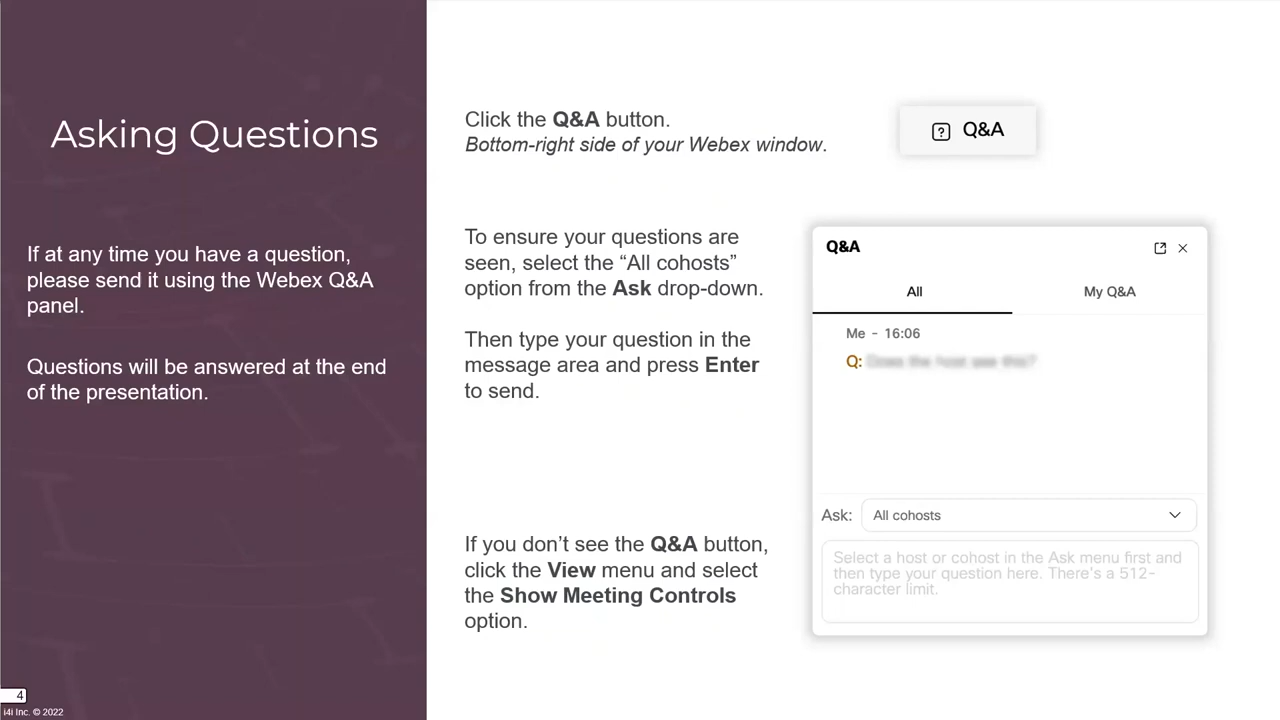 Asking Questions
If at any time you have a question,
please send it using the Webex Q&A
panel.
Questions will be answered at the end
of the presentation.
4
i4i Inc. © 2022
Click the Q&A button.
Bottom-right side of your Webex window.
Q&A
To ensure your questions are
seen, select the “All cohosts”
option from the Ask drop-down.
Then type your question in the
message area and press Enter
to send.
If you don’t see the Q&A button,
click the View menu and select
the Show Meeting Controls
option.
Q&A
All
My Q&A
Me - 16:06
Q: Does the host see this?
Ask: All cohosts
Select a host or cohost in the Ask menu first and
then type your question here. There's a 512-
character limit.